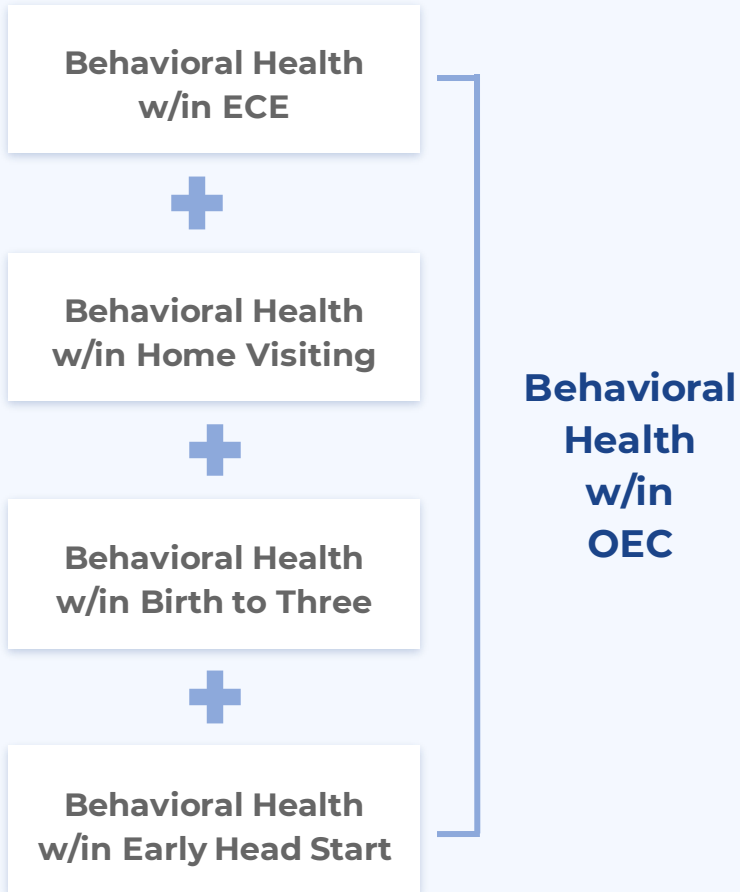 Behavioral Health
w/in ECE
Behavioral Health
w/in Home Visiting
Behavioral Health
w/in Birth to Three
Behavioral Health
w/in Early Head Start
Behavioral
Health
w/in
OEC